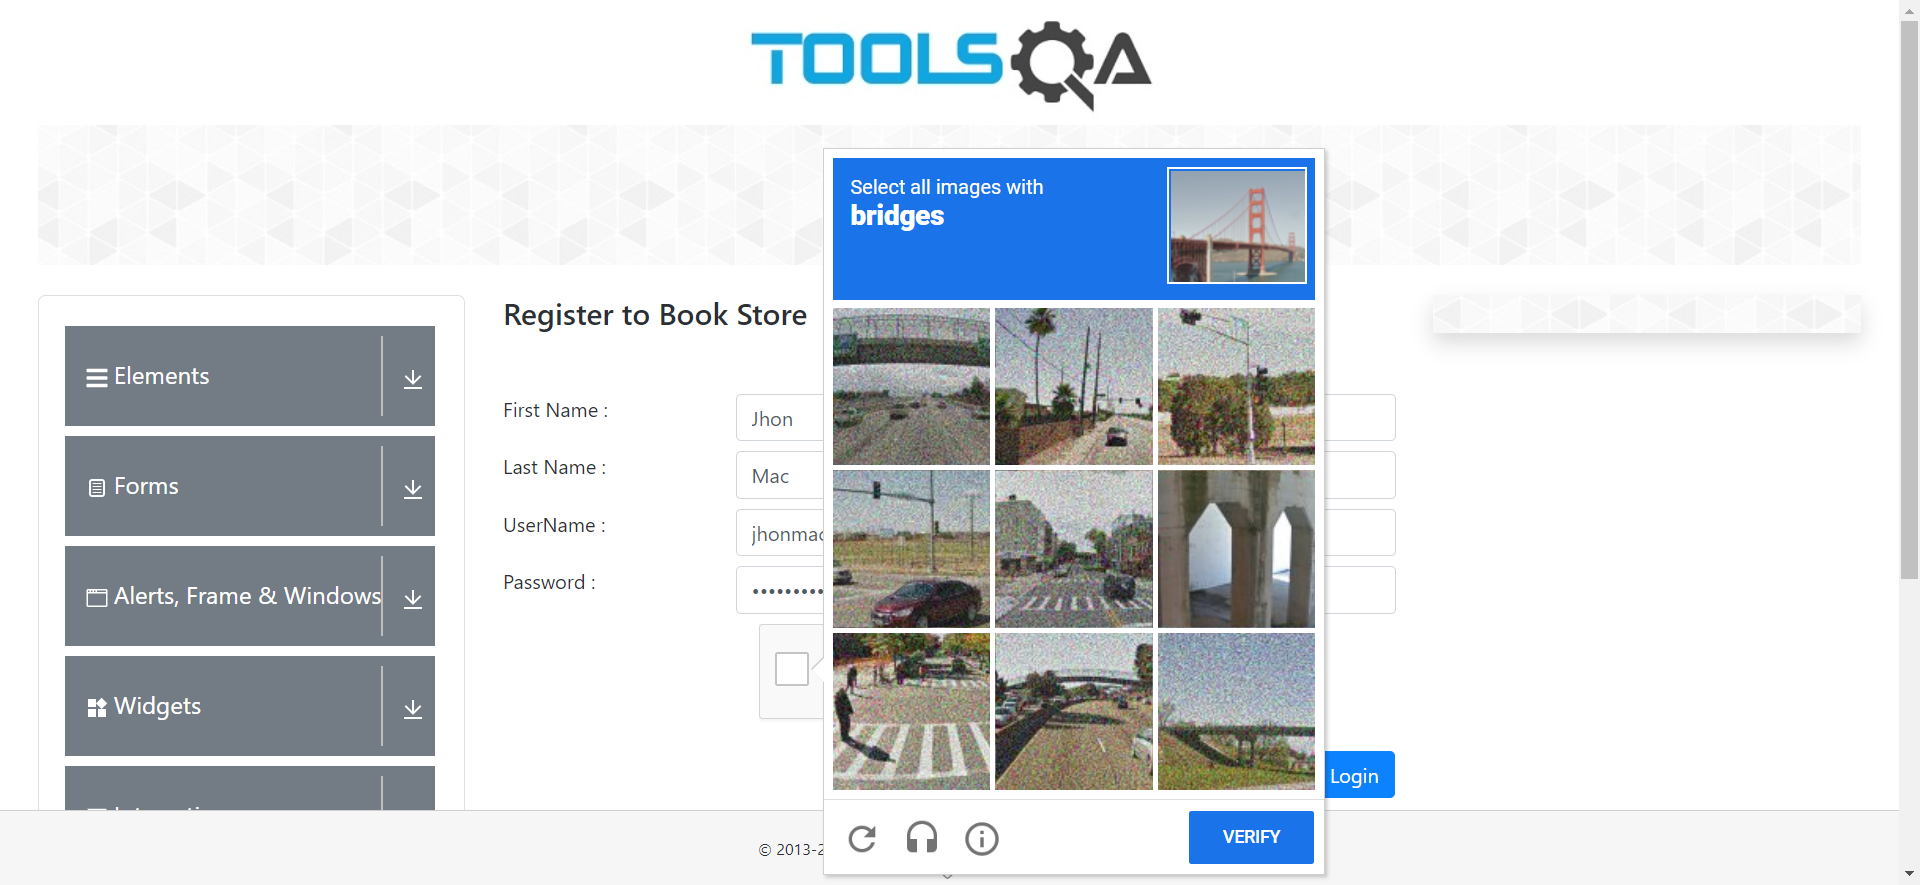 TOOLSQA
Select all images with
bridges
Register to Book Store
Elements
First Name :
Jhon
Last Name :
Mac
Forms
UserName :
Password :
••••••••••
Alerts, Frame & Windows
Widgets
Login
VERIFY
© 2013-2